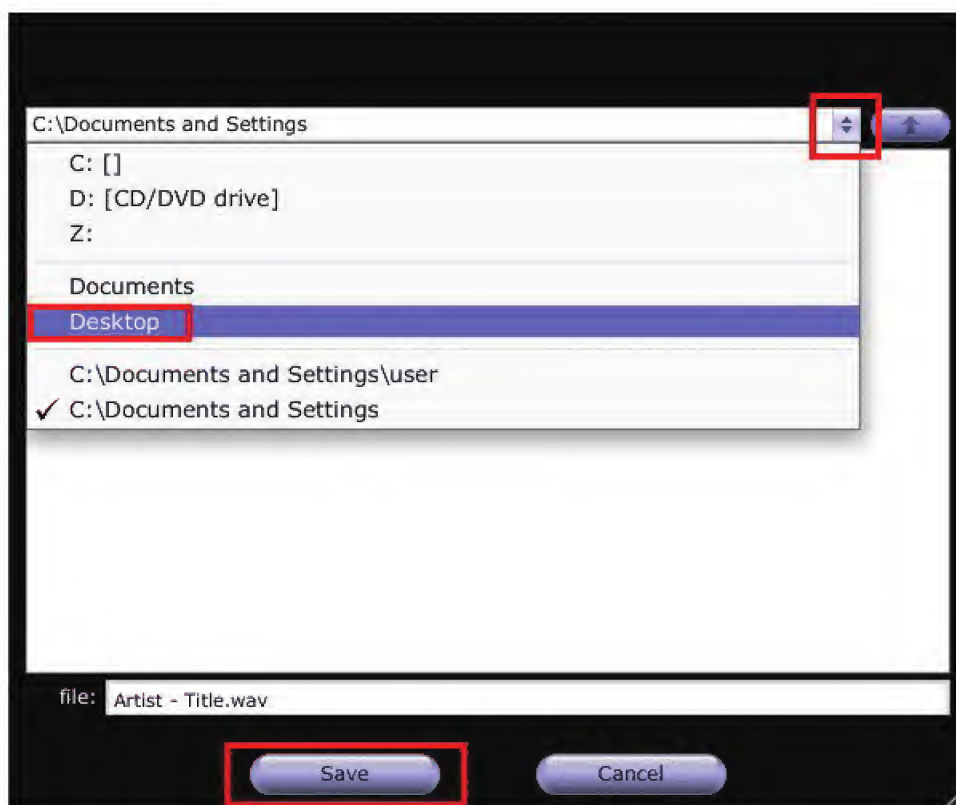 C:\Documents and Settings
C: []
D: [CD/DVD drive]
Z:
Documents
Desktop
C:\Documents and Settings\user
✓ C:\Documents and Settings
file: Artist - Title.wav
Save Cancel